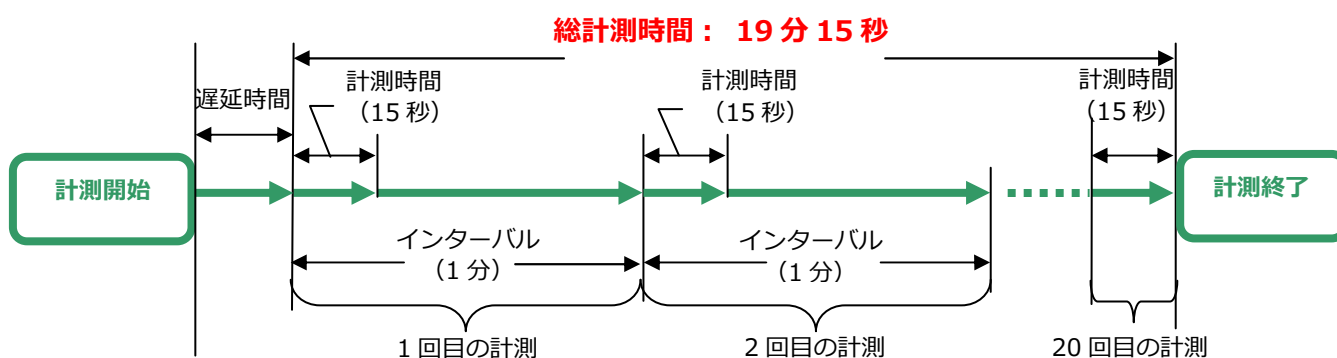 総計測時間： 19 分 15 秒
遅延時間
計測時間
（15 秒）
計測時間
（15 秒）
計測時間
（15 秒）
計測開始
計測終了
インターバル
（1 分）
インターバル
（1 分）
1 回目の計測
2 回目の計測
20 回目の計測